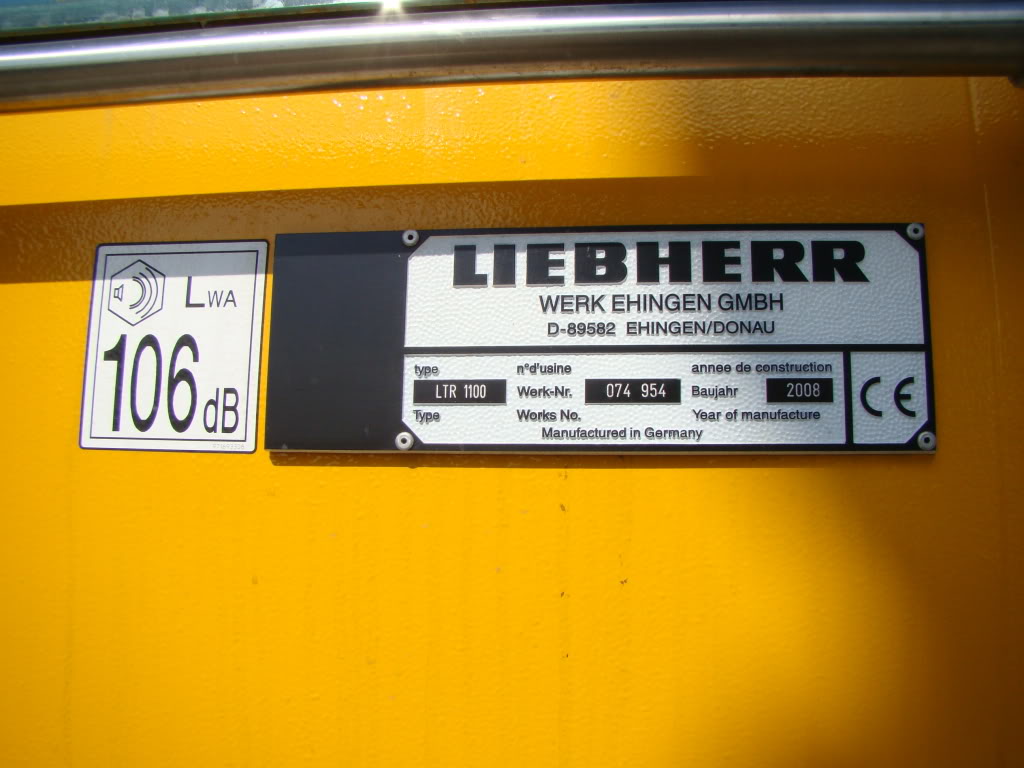 LWA
106 dB
LIEBHERR
WERK EHINGEN GMBH
D-89582 EHINGEN/DONAU
type n°d'usine annee de construction
LTR 1100 Werk-Nr. 074 954 Baujahr 2008
Type Works No. Year of manufacture
Manufactured in Germany
CE